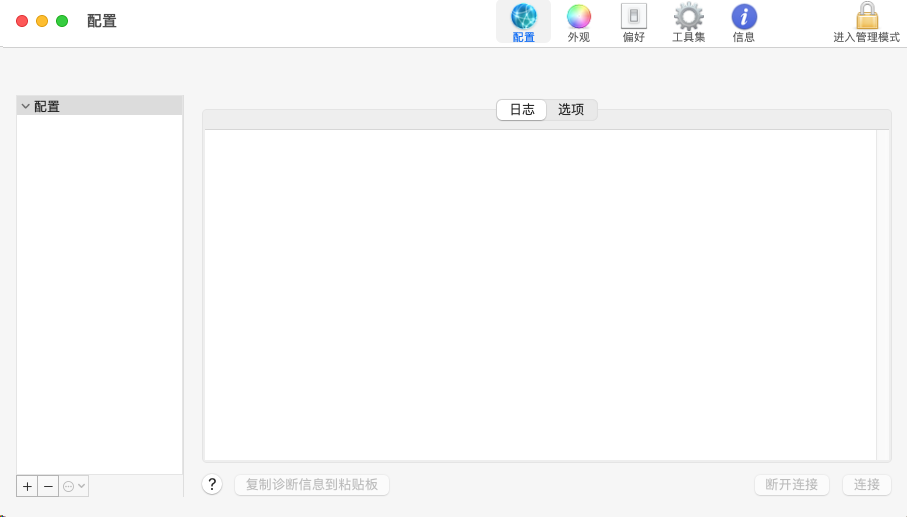 配置
配置
外观
偏好
工具集
信息
进入管理模式
配置
日志
选项
?
复制诊断信息到粘贴板
断开连接
连接